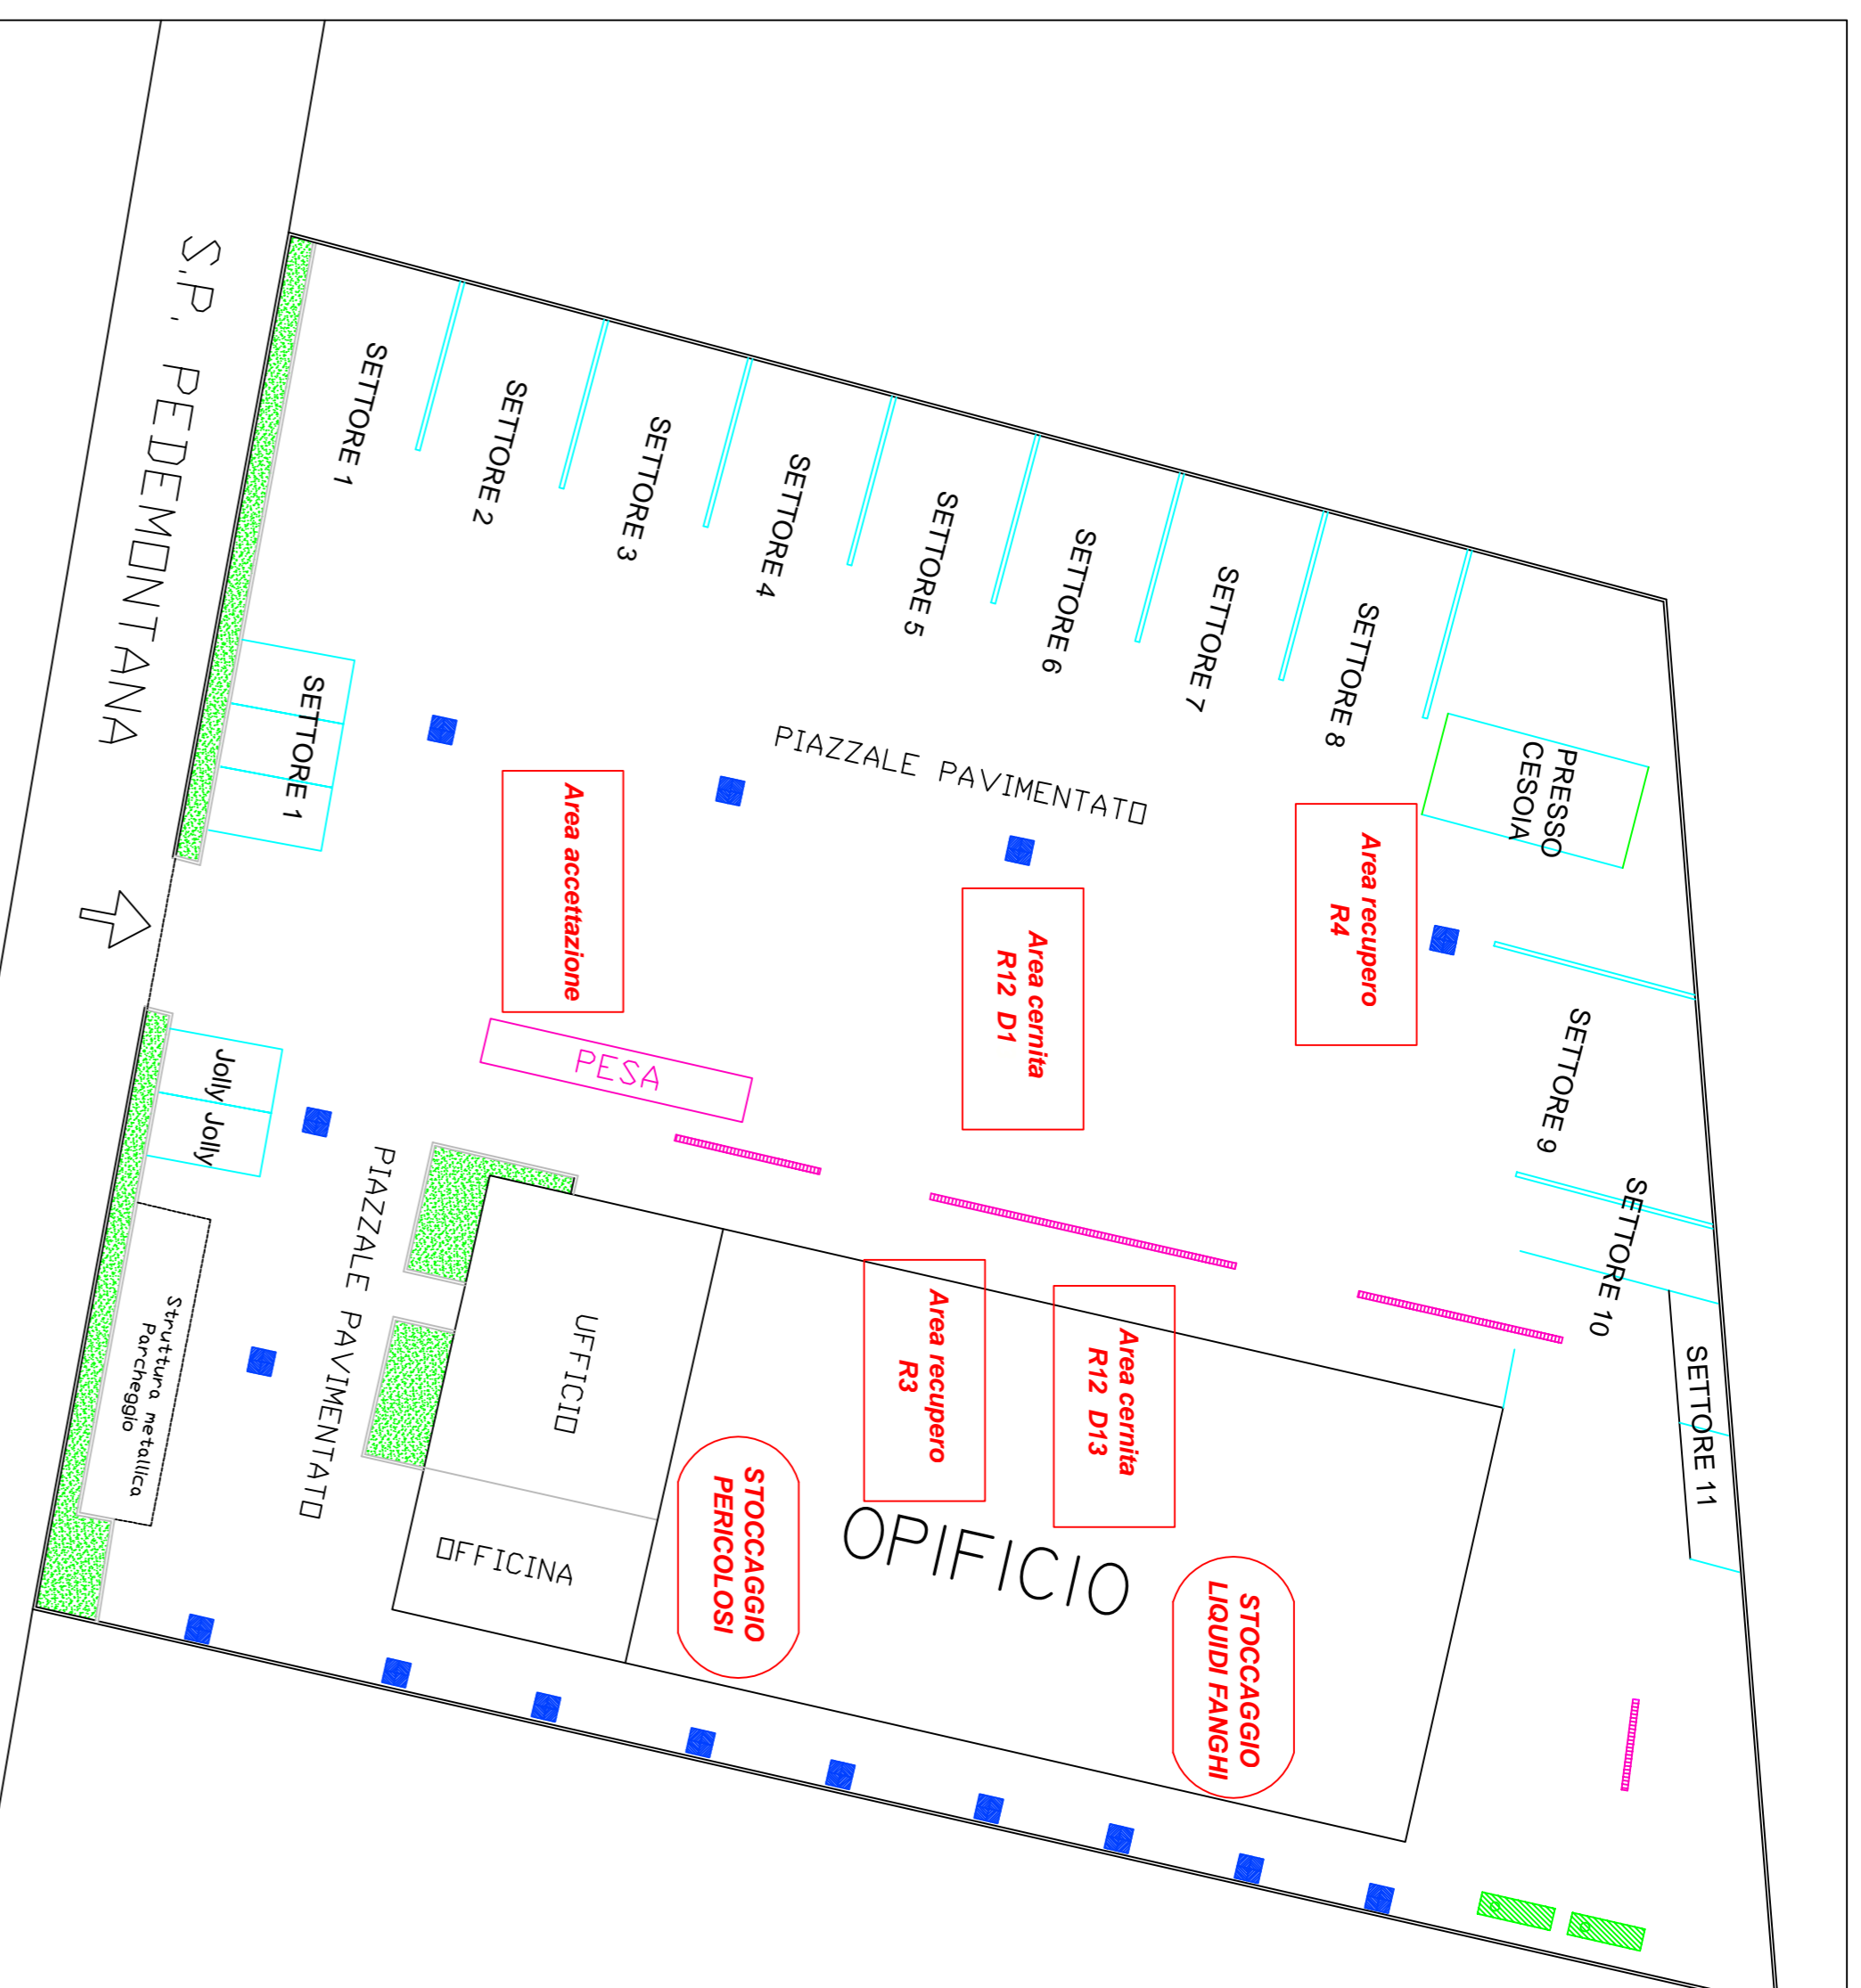 S.P. PEDEMONTANA
SETTORE 1
SETTORE 2
SETTORE 3
SETTORE 4
SETTORE 5
SETTORE 6
SETTORE 7
SETTORE 8
PRESSO
CESOIA
SETTORE 9
SETTORE 10
SETTORE 11
SETTORE 1
PIAZZALE PAVIMENTATO
Area accettazione
Area cernita
R12 D1
Area recupero
R4
PESA
Jolly
Jolly
PIAZZALE PAVIMENTATO
Struttura metallica
Parcheggio
UFFICIO
OFFICINA
Area recupero
R3
Area cernita
R12 D13
OPIFICIO
STOCCAGGIO
PERICOLOSI
STOCCAGGIO
LIQUIDI FANGHI